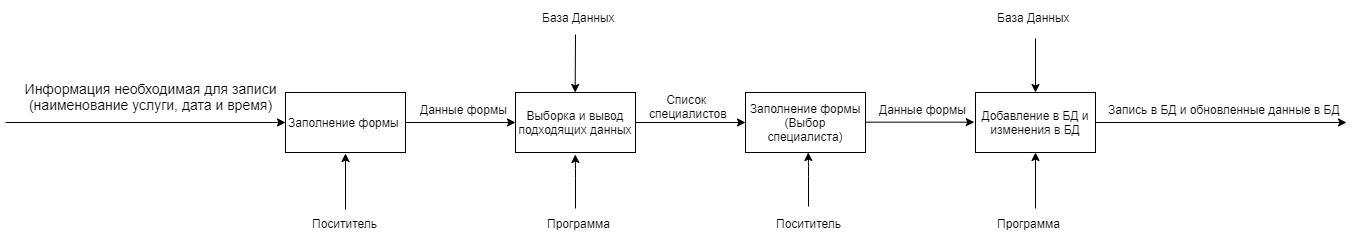 База Данных
База Данных
Информация необходимая для записи
(наименование услуги, дата и время)
Заполнение формы
Данные формы
Выборка и вывод
подходящих данных
Список
специалистов
Заполнение формы
(Выбор
специалиста)
Данные формы
Добавление в БД и
изменения в БД
Запись в БД и обновленные данные в БД
Поситителъ
Программа
Поситителъ
Программа